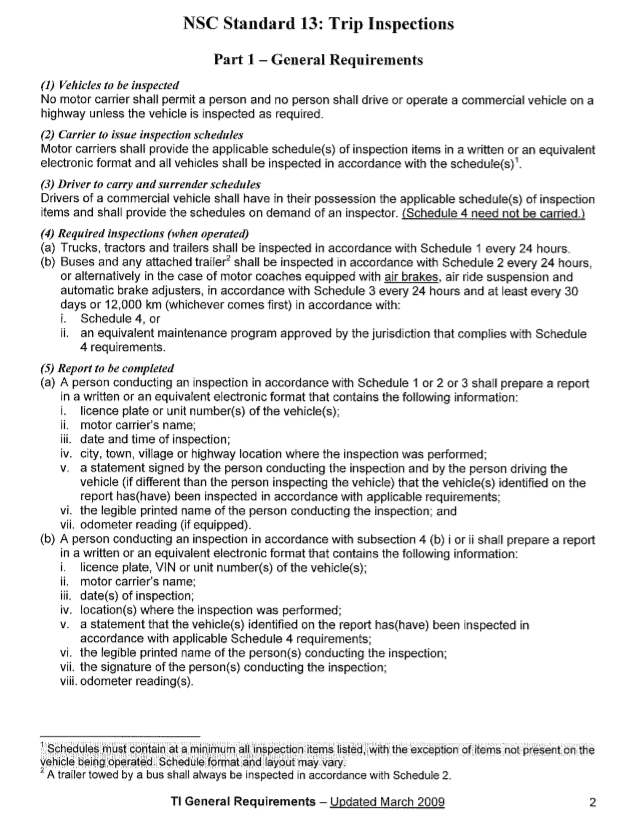 NSC Standard 13: Trip Inspections
Part 1 – General Requirements
(1) Vehicles to be inspected
No motor carrier shall permit a person and no person shall drive or operate a commercial vehicle on a
highway unless the vehicle is inspected as required.
(2) Carrier to issue inspection schedules
Motor carriers shall provide the applicable schedule(s) of inspection items in a written or an equivalent
electronic format and all vehicles shall be inspected in accordance with the schedule(s)¹.
(3) Driver to carry and surrender schedules
Drivers of a commercial vehicle shall have in their possession the applicable schedule(s) of inspection
items and shall provide the schedules on demand of an inspector. (Schedule 4 need not be carried.)
(4) Required inspections (when operated)
(a) Trucks, tractors and trailers shall be inspected in accordance with Schedule 1 every 24 hours.
(b) Buses and any attached trailer² shall be inspected in accordance with Schedule 2 every 24 hours,
or alternatively in the case of motor coaches equipped with air brakes, air ride suspension and
automatic brake adjusters, in accordance with Schedule 3 every 24 hours and at least every 30
days or 12,000 km (whichever comes first) in accordance with:
i. Schedule 4, or
ii. an equivalent maintenance program approved by the jurisdiction that complies with Schedule
4 requirements.
(5) Report to be completed
(a) A person conducting an inspection in accordance with Schedule 1 or 2 or 3 shall prepare a report
in a written or an equivalent electronic format that contains the following information:
i. licence plate or unit number(s) of the vehicle(s);
ii. motor carrier's name;
iii. date and time of inspection;
iv. city, town, village or highway location where the inspection was performed;
v. a statement signed by the person conducting the inspection and by the person driving the
vehicle (if different than the person inspecting the vehicle) that the vehicle(s) identified on the
report has(have) been inspected in accordance with applicable requirements;
vi. the legible printed name of the person conducting the inspection; and
vii. odometer reading (if equipped).
(b) A person conducting an inspection in accordance with subsection 4 (b) i or ii shall prepare a report
in a written or an equivalent electronic format that contains the following information:
i. licence plate, VIN or unit number(s) of the vehicle(s);
ii. motor carrier's name;
iii. date(s) of inspection;
iv. location(s) where the inspection was performed;
v. a statement that the vehicle(s) identified on the report has(have) been inspected in
accordance with applicable Schedule 4 requirements;
vi. the legible printed name of the person(s) conducting the inspection;
vii. the signature of the person(s) conducting the inspection;
viii. odometer reading(s).
¹ Schedules must contain at a minimum all inspection items listed, with the exception of items not present on the
vehicle being operated. Schedule format and layout may vary.
² A trailer towed by a bus shall always be inspected in accordance with Schedule 2.
TI General Requirements – Updated March 2009
2